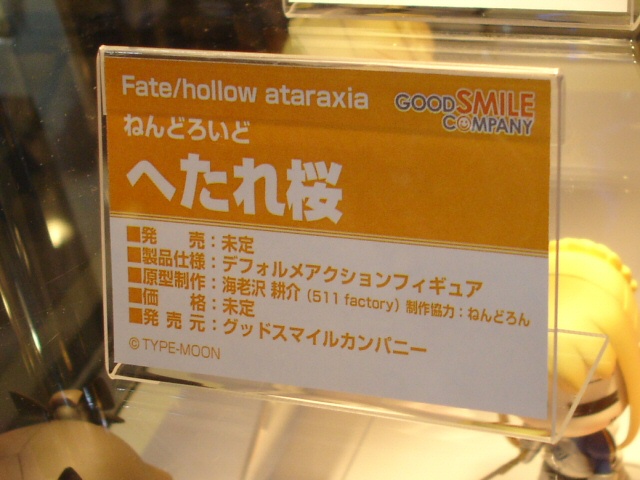 Fate/hollow ataraxia
GOOD SMILE COMPANY
ねんどろいど
へたれ桜
■発　　売：未定
■製品仕様：デフォルメアクションフィギュア
■原型制作：海老沢 耕介（511 factory）制作協力：ねんどろん
■価　　格：未定
■発 売 元：グッドスマイルカンパニー
© TYPE-MOON